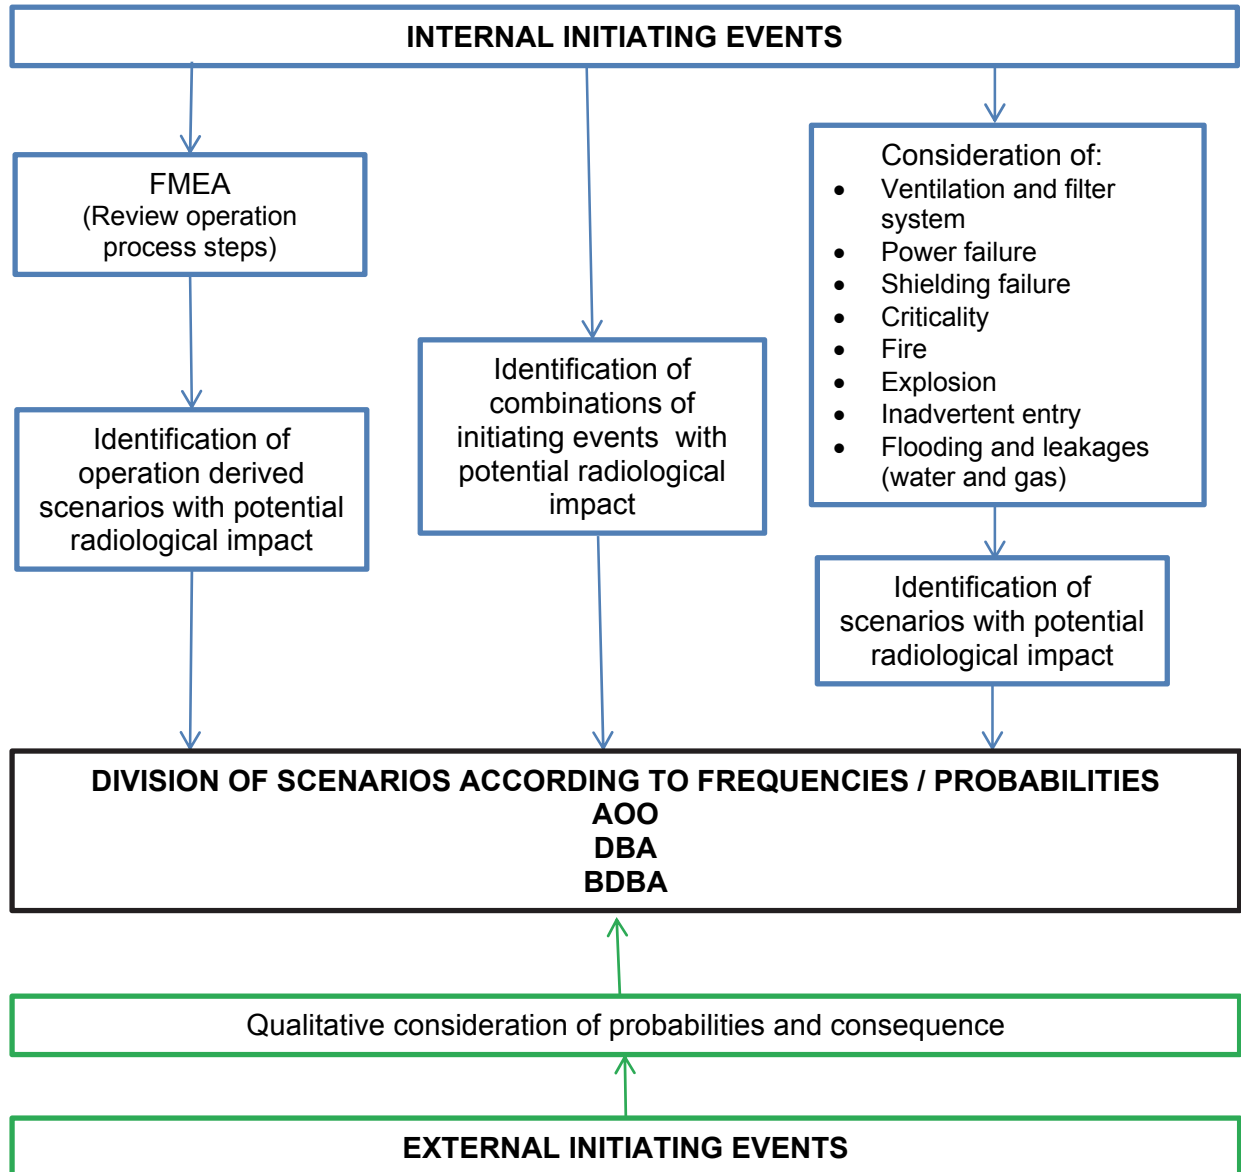 INTERNAL INITIATING EVENTS
FMEA
(Review operation
process steps)
Identification of
operation derived
scenarios with potential
radiological impact
Identification of
combinations of
initiating events with
potential radiological
impact
Consideration of:
• Ventilation and filter
system
• Power failure
• Shielding failure
• Criticality
• Fire
• Explosion
• Inadvertent entry
• Flooding and leakages
(water and gas)
Identification of
scenarios with potential
radiological impact
DIVISION OF SCENARIOS ACCORDING TO FREQUENCIES / PROBABILITIES
AOO
DBA
BDBA
Qualitative consideration of probabilities and consequence
EXTERNAL INITIATING EVENTS